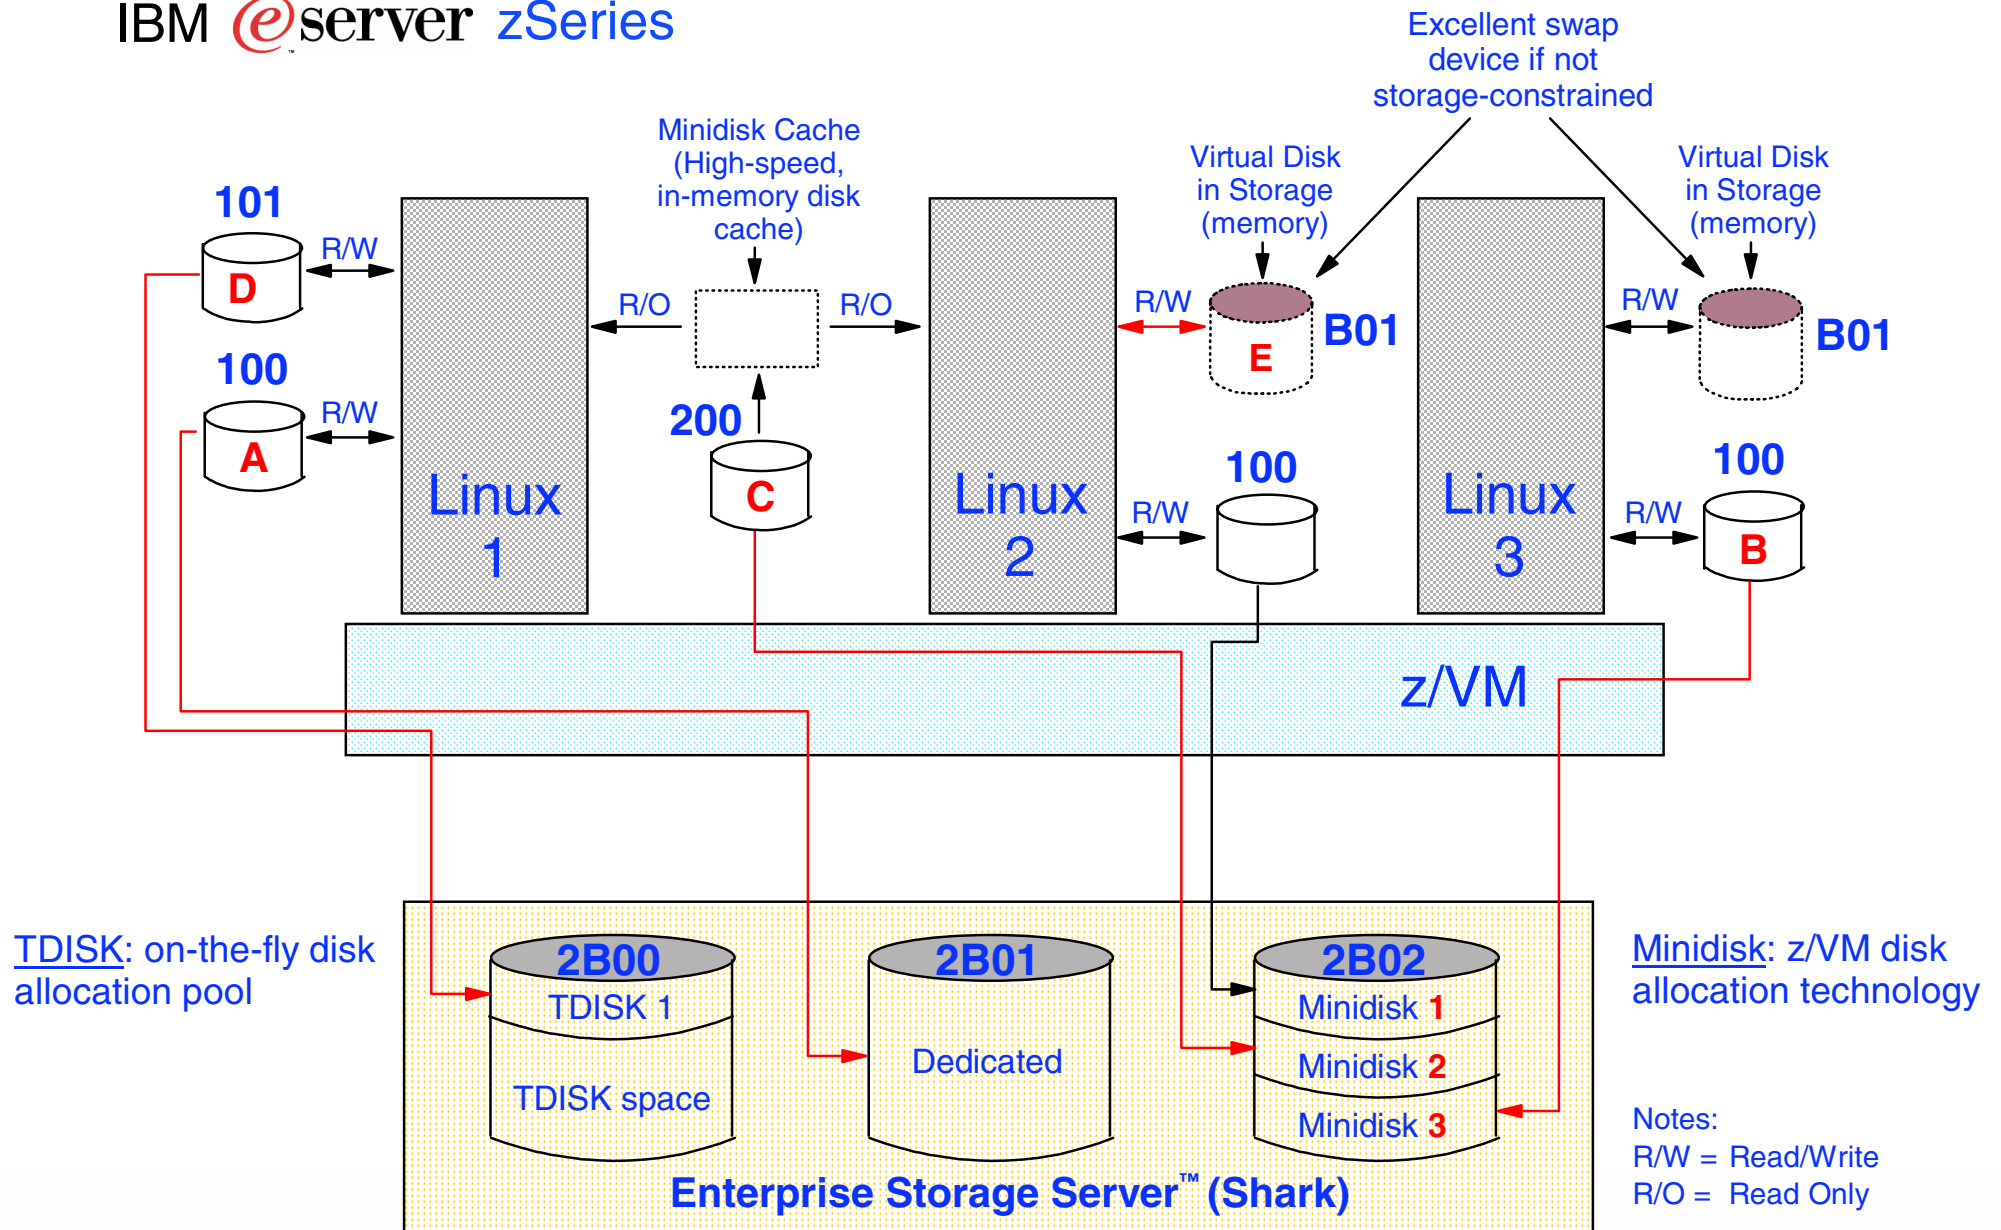 IBM @server™ zSeries
Excellent swap
device if not
storage-constrained
Minidisk Cache
(High-speed,
in-memory disk
cache)
Virtual Disk
in Storage
(memory)
Virtual Disk
in Storage
(memory)
101
R/W
D
R/O
R/O
R/W
B01
E
R/W
B01
100
R/W
A
200
C
Linux
1
Linux
2
Linux
3
100
R/W
100
R/W
B
z/VM
TDISK: on-the-fly disk
allocation pool
2B00
TDISK 1
TDISK space
2B01
Dedicated
2B02
Minidisk 1
Minidisk 2
Minidisk 3
Minidisk: z/VM disk
allocation technology
Enterprise Storage Server™ (Shark)
Notes:
R/W = Read/Write
R/O = Read Only